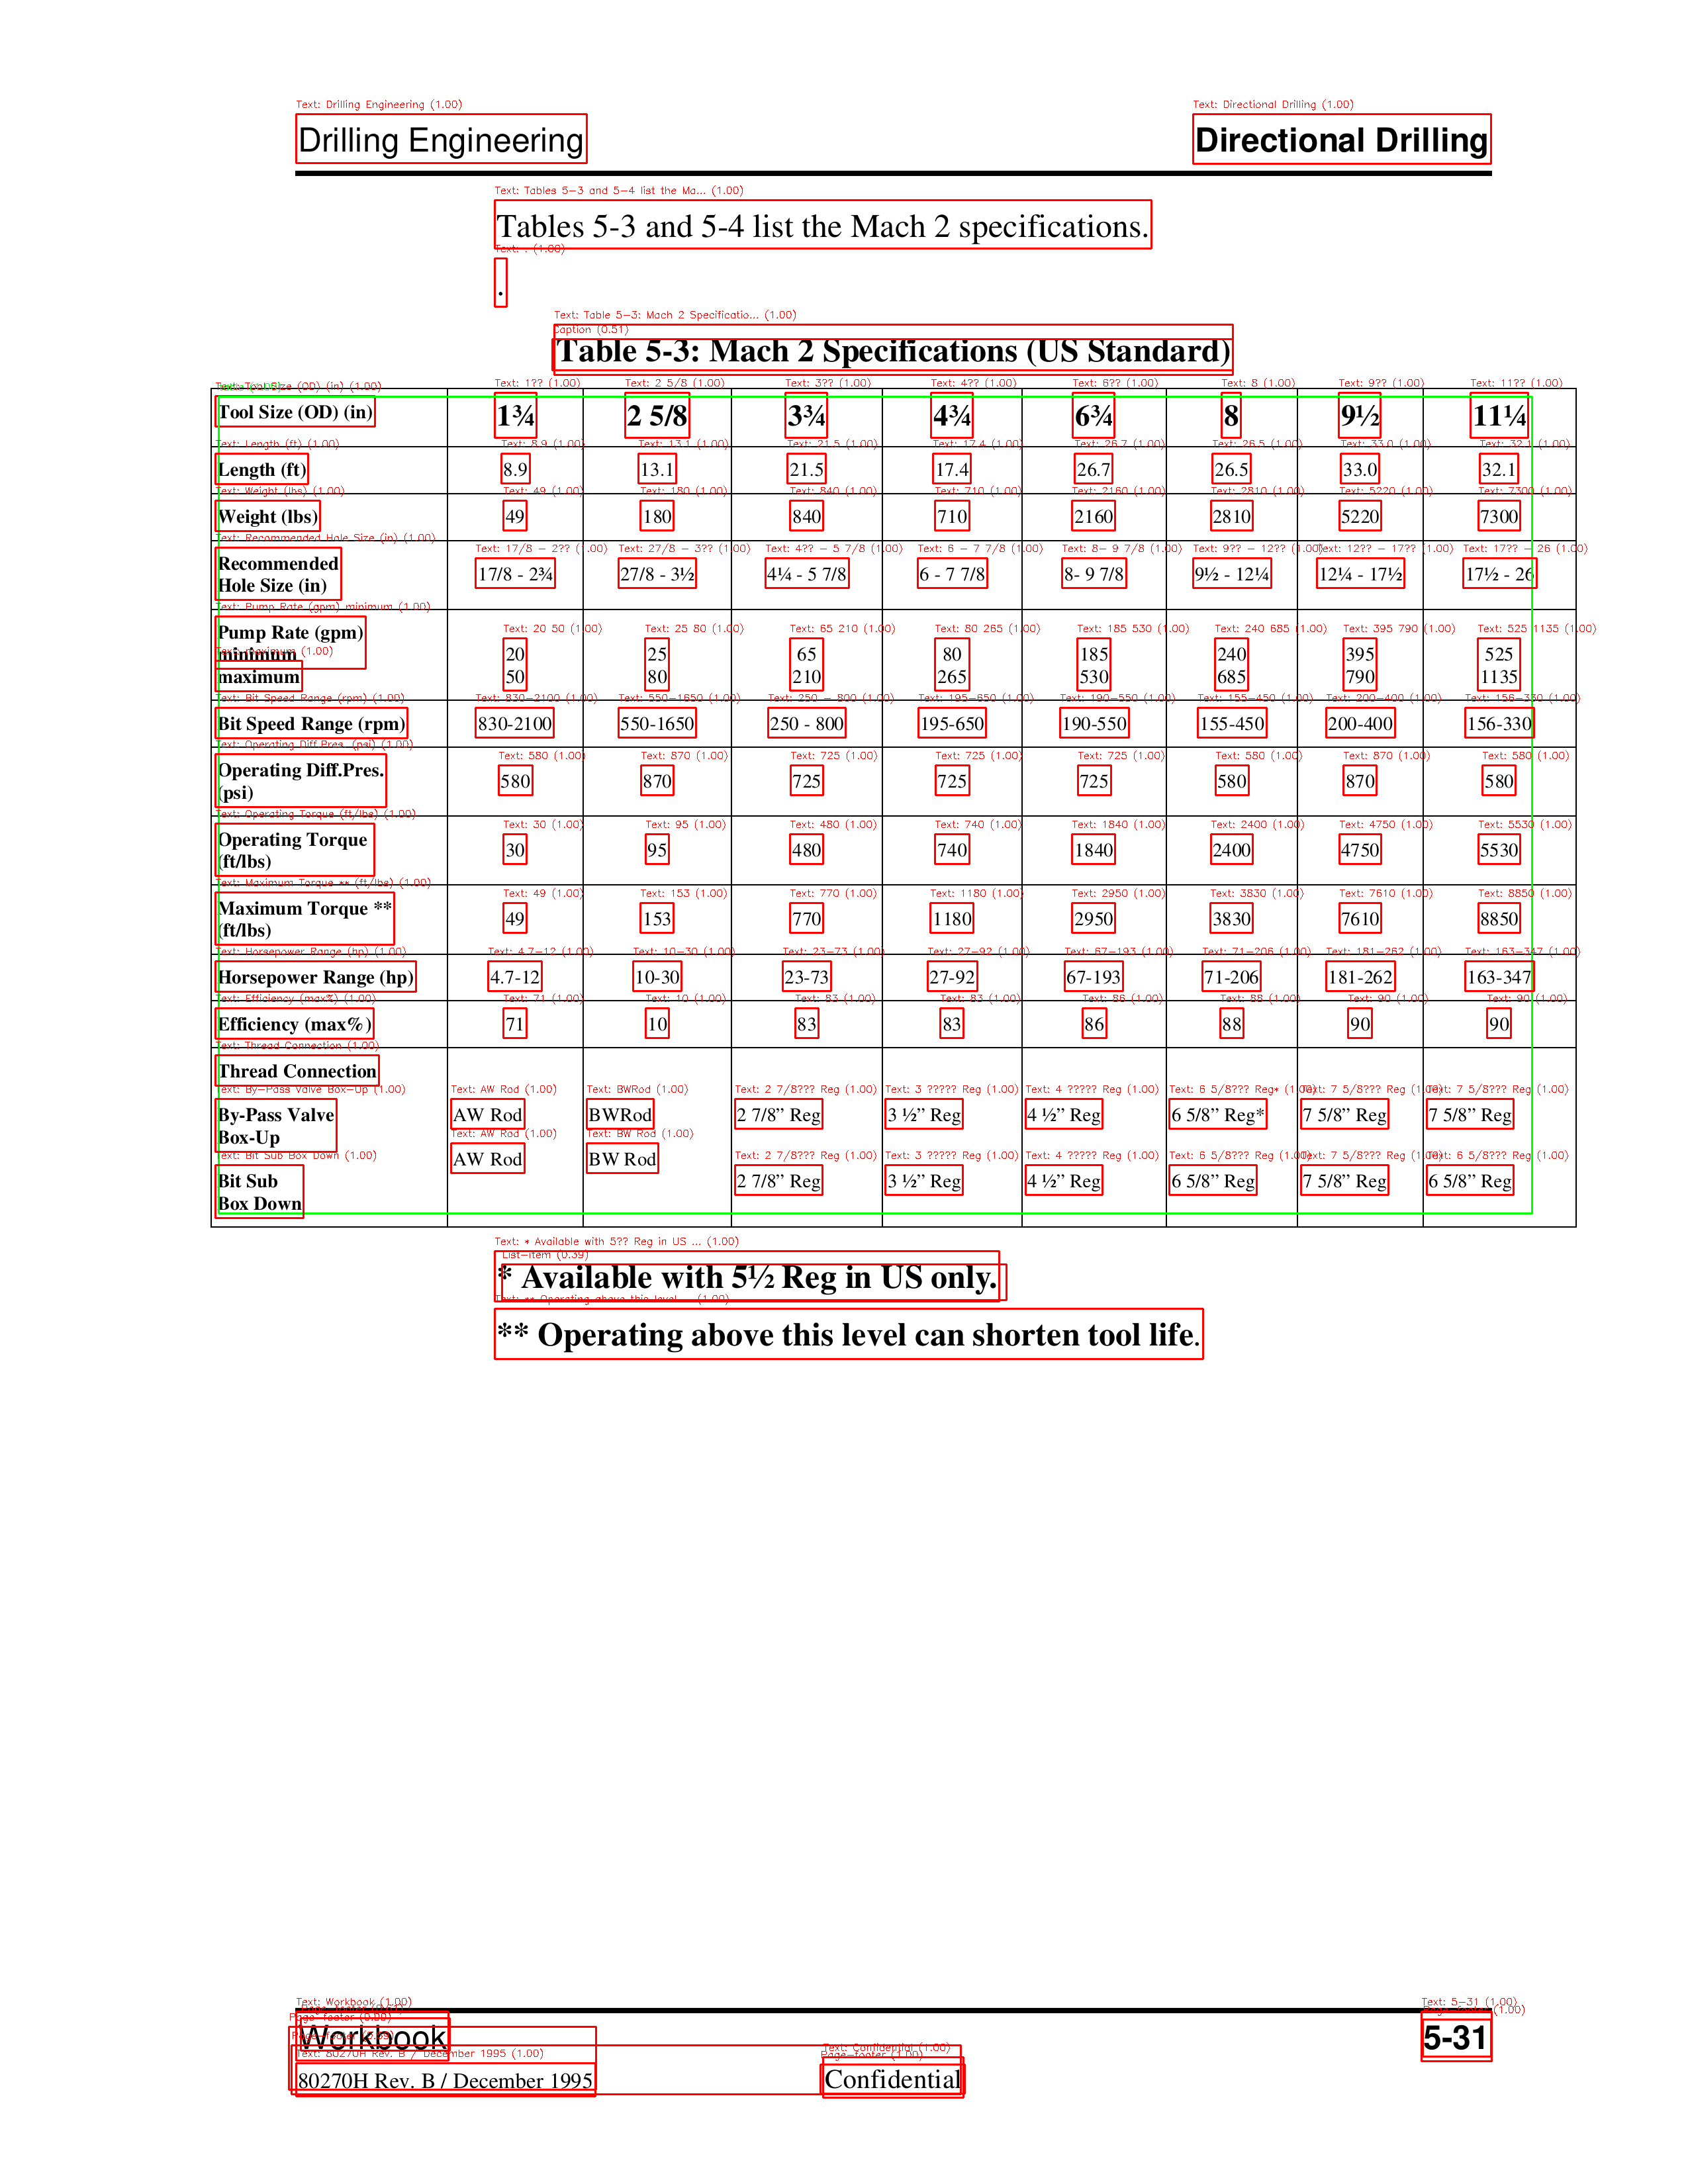 Drilling Engineering Directional Drilling
Tables 5-3 and 5-4 list the Mach 2 specifications.
.
Table 5-3: Mach 2 Specifications (US Standard)
Tool Size (OD) (in) 1¾ 2 5/8 3¾ 4¾ 6¾ 8 9½ 11¼
Length (ft) 8.9 13.1 21.5 17.4 26.7 26.5 33.0 32.1
Weight (lbs) 49 180 840 710 2160 2810 5220 7300
Recommended
Hole Size (in) 17/8 - 2¾ 27/8 - 3½ 4¼ - 5 7/8 6 - 7 7/8 8- 9 7/8 9½ - 12¼ 12¼ - 17½ 17½ - 26
Pump Rate (gpm)
minimum 20 25 65 80 185 240 395 525
maximum 50 80 210 265 530 685 790 1135
Bit Speed Range (rpm) 830-2100 550-1650 250 - 800 195-650 190-550 155-450 200-400 156-330
Operating Diff.Pres.
(psi) 580 870 725 725 725 580 870 580
Operating Torque
(ft/lbs) 30 95 480 740 1840 2400 4750 5530
Maximum Torque **
(ft/lbs) 49 153 770 1180 2950 3830 7610 8850
Horsepower Range (hp) 4.7-12 10-30 23-73 27-92 67-193 71-206 181-262 163-347
Efficiency (max%) 71 10 83 83 86 88 90 90
Thread Connection
By-Pass Valve AW Rod BWRod 2 7/8” Reg 3 ½” Reg 4 ½” Reg 6 5/8” Reg* 7 5/8” Reg 7 5/8” Reg
Box-Up
AW Rod BW Rod
Bit Sub 2 7/8” Reg 3 ½” Reg 4 ½” Reg 6 5/8” Reg 7 5/8” Reg 6 5/8” Reg
Box Down
* Available with 5½ Reg in US only.
** Operating above this level can shorten tool life.
Workbook 5-31
80270H Rev. B / December 1995 Confidential